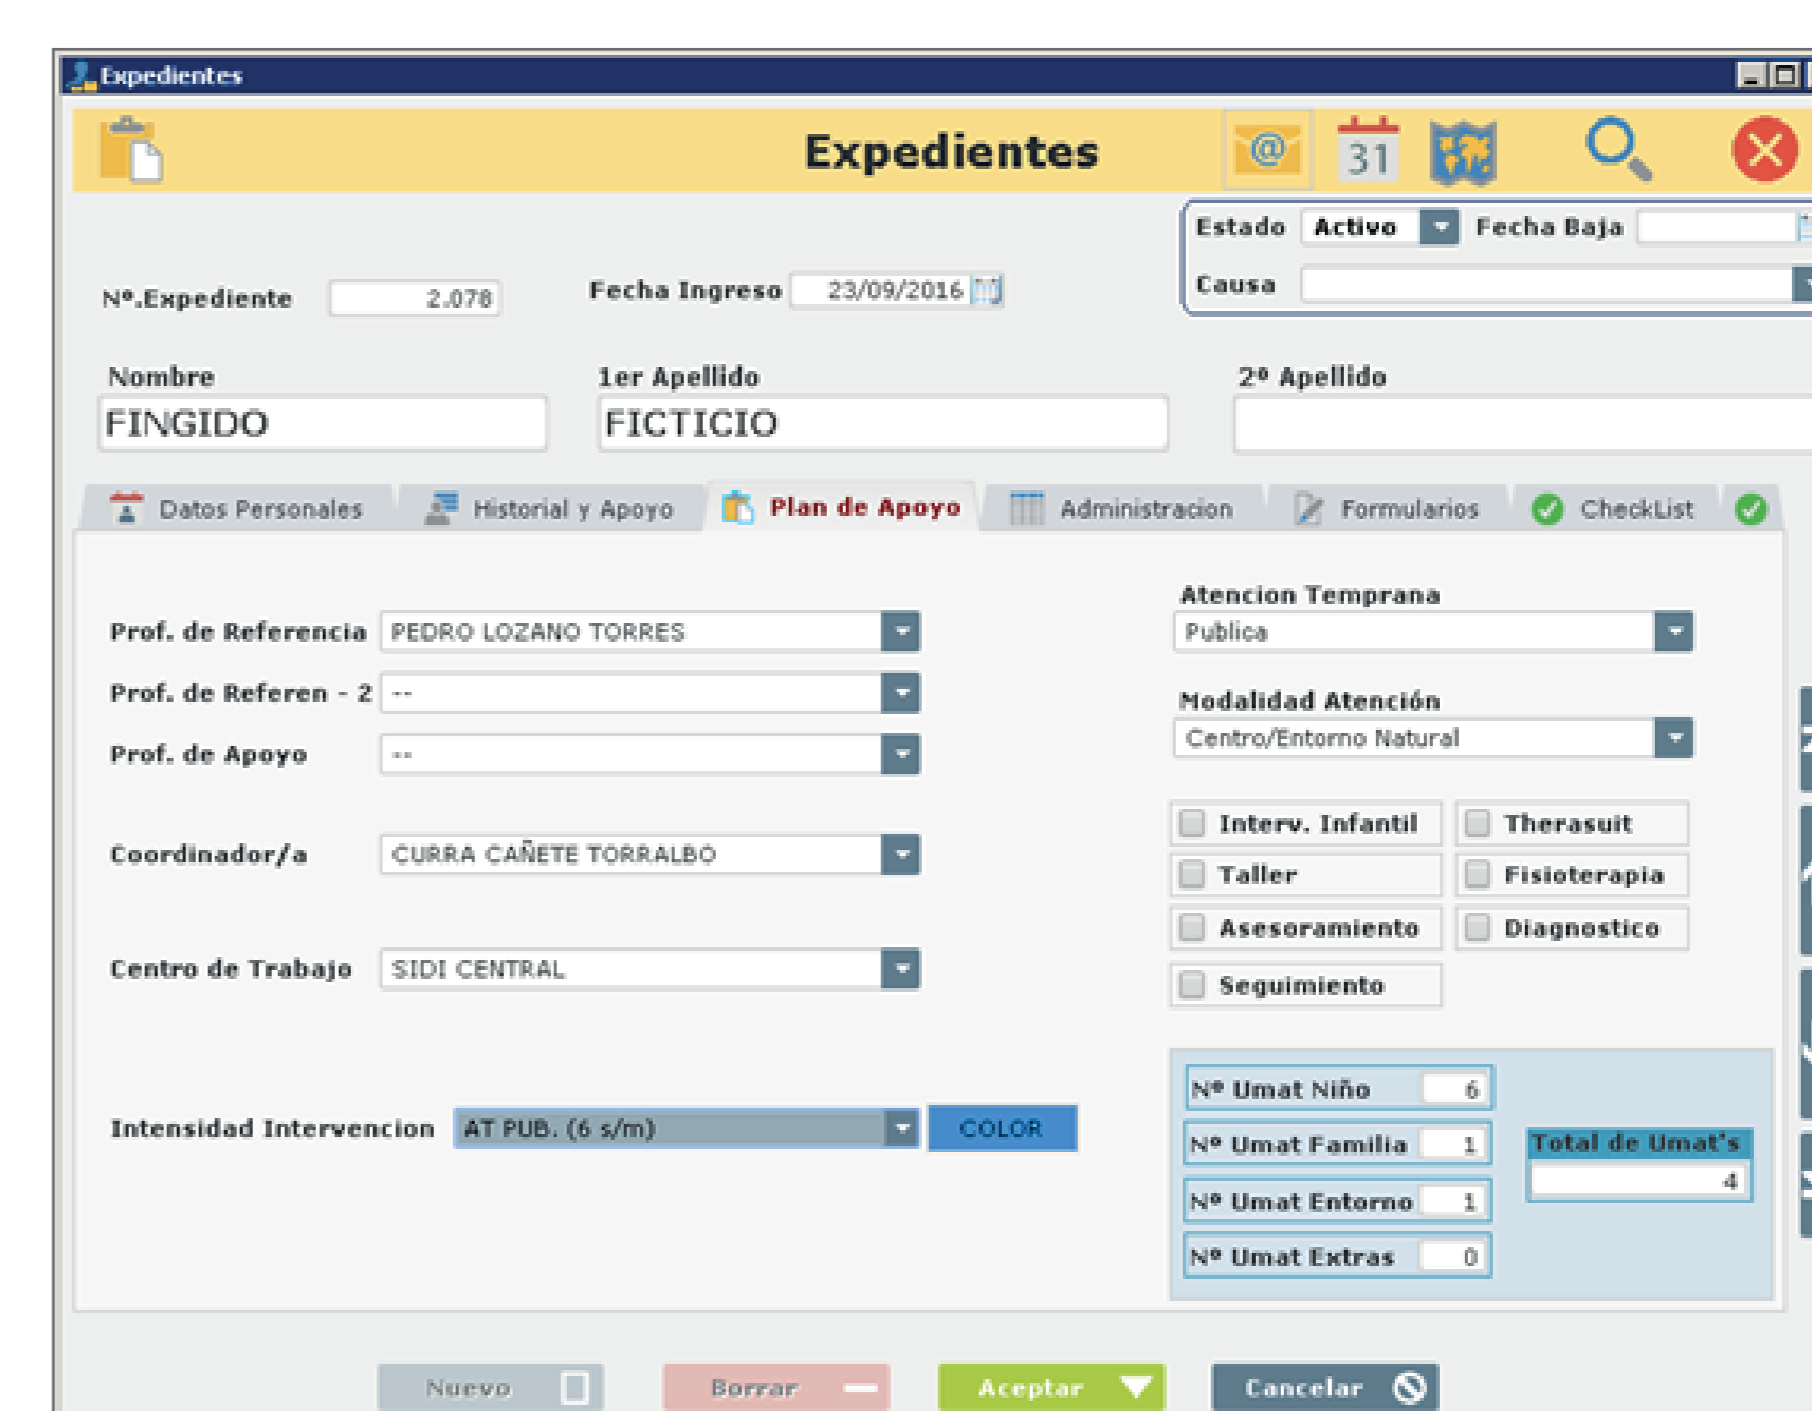 Expedientes
Expedientes
@
31
Estado Activo Fecha Baja
Nº.Expediente 2.078 Fecha Ingreso 23/09/2016
Causa
Nombre 1er Apellido 2º Apellido
FINGIDO FICTICIO
Datos Personales Historial y Apoyo Plan de Apoyo Administracion Formularios CheckList
Atencion Temprana
Prof. de Referencia PEDRO LOZANO TORRES Publica
Prof. de Referen - 2 --
Modalidad Atención
Prof. de Apoyo -- Centro/Entorno Natural
Interv. Infantil Therasuit
Coordinador/a CURRA CAÑETE TORRALBO
Taller Fisioterapia
Asesoramiento Diagnostico
Centro de Trabajo SIDI CENTRAL
Seguimiento
Nº Umat Niño 6
Intensidad Intervencion AT PUB. (6 s/m) COLOR
Nº Umat Familia 1 Total de Umat's
4
Nº Umat Entorno 1
Nº Umat Extras 0
Nuevo Borrar Aceptar Cancelar